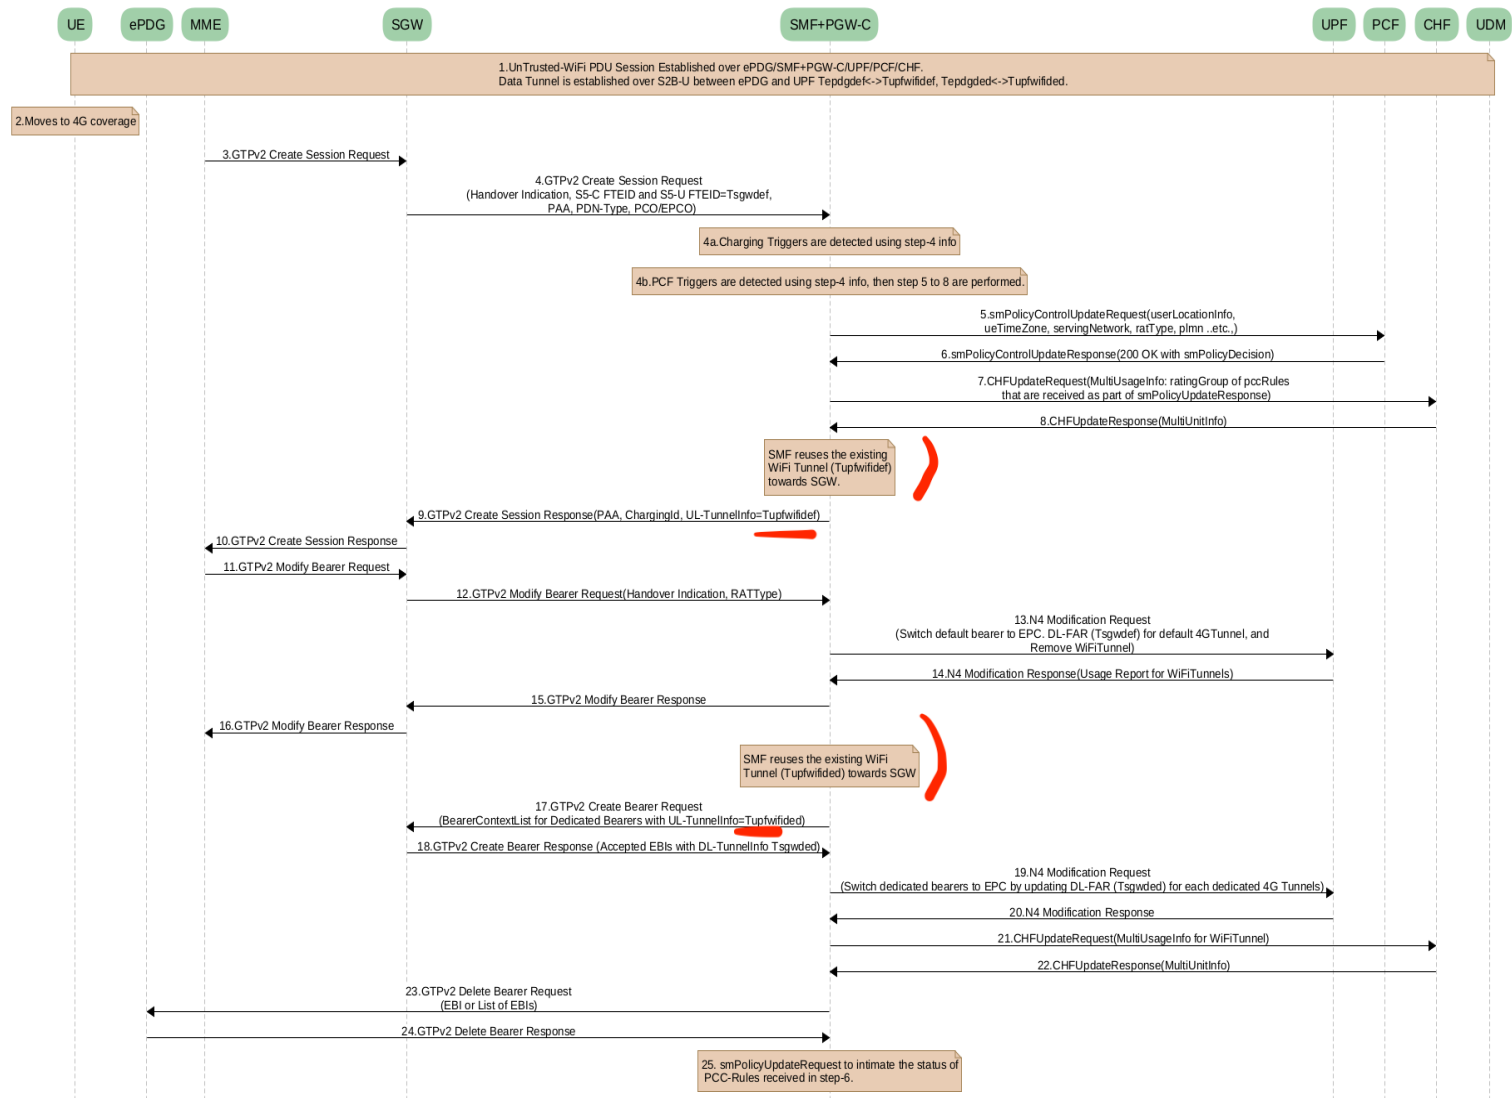 UE ePDG MME SGW SMF+PGW-C UPF PCF CHF UDM
1.UnTrusted-WiFi PDU Session Established over ePDG/SMF+PGW-C/UPF/PCF/CHF.
Data Tunnel is established over S2B-U between ePDG and UPF Tepdgdef<->Tupfwifidef, Tepdgded<->Tupfwifided.
2.Moves to 4G coverage
3.GTPv2 Create Session Request
4.GTPv2 Create Session Request
(Handover Indication, S5-C FTEID and S5-U FTEID=Tsgwdef,
PAA, PDN-Type, PCO/EPCO)
4a.Charging Triggers are detected using step-4 info
4b.PCF Triggers are detected using step-4 info, then step 5 to 8 are performed.
5.smPolicyControlUpdateRequest(userLocationInfo,
ueTimeZone, servingNetwork, ratType, plmn ..etc.,)
6.smPolicyControlUpdateResponse(200 OK with smPolicyDecision)
7.CHFUpdateRequest(MultiUsageInfo: ratingGroup of pccRules
that are received as part of smPolicyUpdateResponse)
8.CHFUpdateResponse(MultiUnitInfo)
SMF reuses the existing
WiFi Tunnel (Tupfwifidef)
towards SGW.
9.GTPv2 Create Session Response(PAA, ChargingId, UL-TunnelInfo=Tupfwifidef)
10.GTPv2 Create Session Response
11.GTPv2 Modify Bearer Request
12.GTPv2 Modify Bearer Request(Handover Indication, RATType)
13.N4 Modification Request
(Switch default bearer to EPC. DL-FAR (Tsgwdef) for default 4GTunnel, and
Remove WiFiTunnel)
14.N4 Modification Response(Usage Report for WiFiTunnels)
15.GTPv2 Modify Bearer Response
16.GTPv2 Modify Bearer Response
SMF reuses the existing WiFi
Tunnel (Tupfwifided) towards SGW
17.GTPv2 Create Bearer Request
(BearerContextList for Dedicated Bearers with UL-TunnelInfo=Tupfwifided)
18.GTPv2 Create Bearer Response (Accepted EBIs with DL-TunnelInfo Tsgwded)
19.N4 Modification Request
(Switch dedicated bearers to EPC by updating DL-FAR (Tsgwded) for each dedicated 4G Tunnels)
20.N4 Modification Response
21.CHFUpdateRequest(MultiUsageInfo for WiFiTunnel)
22.CHFUpdateResponse(MultiUnitInfo)
23.GTPv2 Delete Bearer Request
(EBI or List of EBIs)
24.GTPv2 Delete Bearer Response
25. smPolicyUpdateRequest to intimate the status of
PCC-Rules received in step-6.